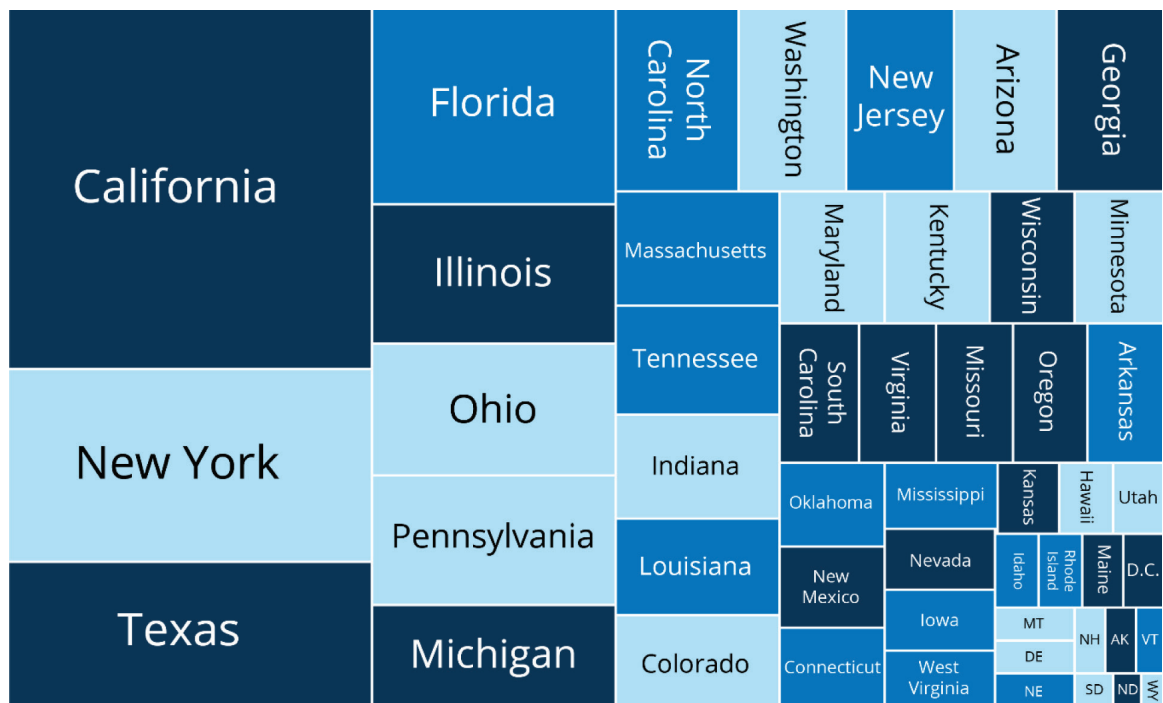 California
New York
Texas
Florida
Illinois
Ohio
Pennsylvania
Michigan
North
Carolina
Washington
New
Jersey
Arizona
Georgia
Massachusetts
Tennessee
Indiana
Louisiana
Colorado
Maryland
Kentucky
Wisconsin
Minnesota
South
Carolina
Virginia
Missouri
Oregon
Arkansas
Oklahoma
New
Mexico
Connecticut
Mississippi
Nevada
Iowa
West
Virginia
Kansas
Hawaii
Utah
Idaho
Rhode
Island
Maine
D.C.
MT
DE
NE
NH
AK
VT
SD
ND
WY